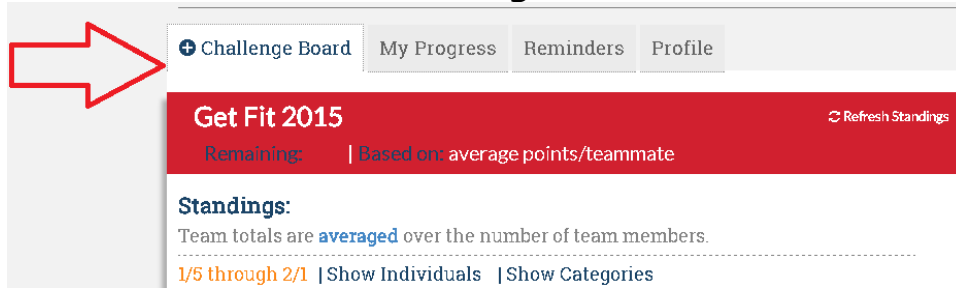 Challenge Board My Progress Reminders Profile
Get Fit 2015 Refresh Standings
Remaining: | Based on: average points/teammate
Standings:
Team totals are averaged over the number of team members.
1/5 through 2/1 | Show Individuals | Show Categories